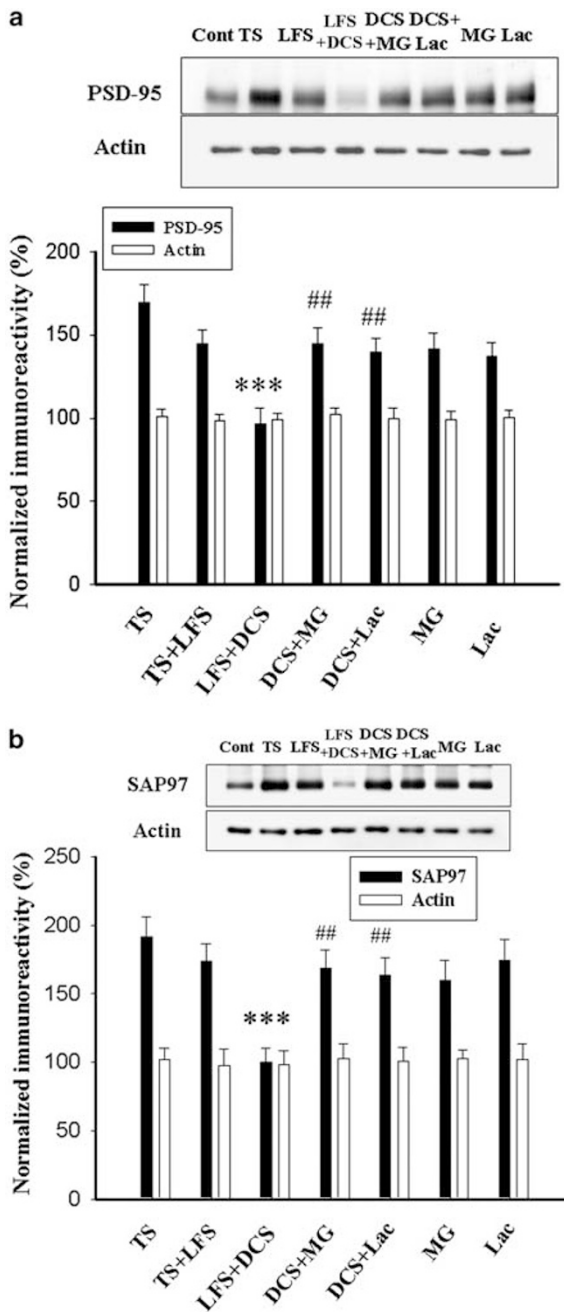 a
LFS DCS DCS+
Cont TS LFS +DCS +MG Lac MG Lac
PSD-95
Actin
PSD-95
Actin
Normalized immunoreactivity (%)
200
150
100
50
0
## ##
***
TS
TS+LFS
LFS+DCS
DCS+MG
DCS+Lac
MG
Lac
b
LFS DCS DCS
Cont TS LFS +DCS +MG +Lac MG Lac
SAP97
Actin
SAP97
Actin
Normalized immunoreactivity (%)
250
200
150
100
50
0
## ##
***
TS
TS+LFS
LFS+DCS
DCS+MG
DCS+Lac
MG
Lac